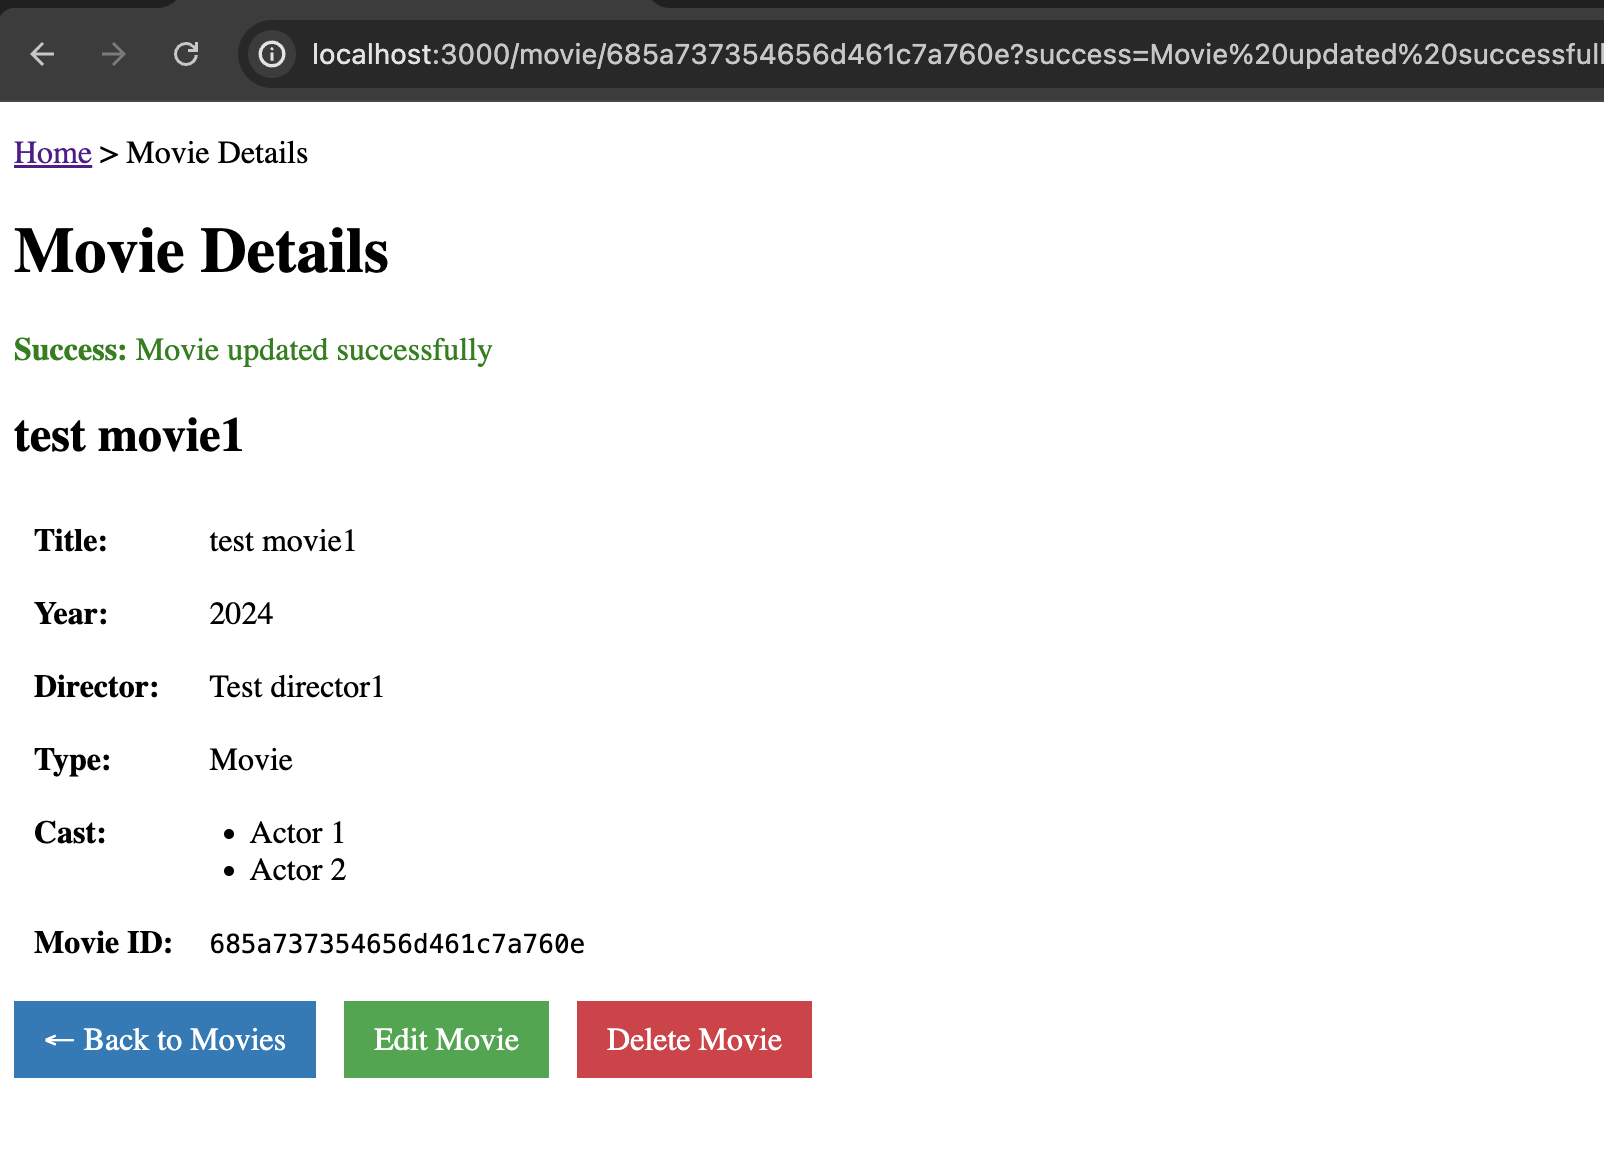 localhost:3000/movie/685a737354656d461c7a760e?success=Movie%20updated%20successful
Home > Movie Details
Movie Details
Success: Movie updated successfully
test movie1
Title: test movie1
Year: 2024
Director: Test director1
Type: Movie
Cast: • Actor 1
• Actor 2
Movie ID: 685a737354656d461c7a760e
← Back to Movies Edit Movie Delete Movie